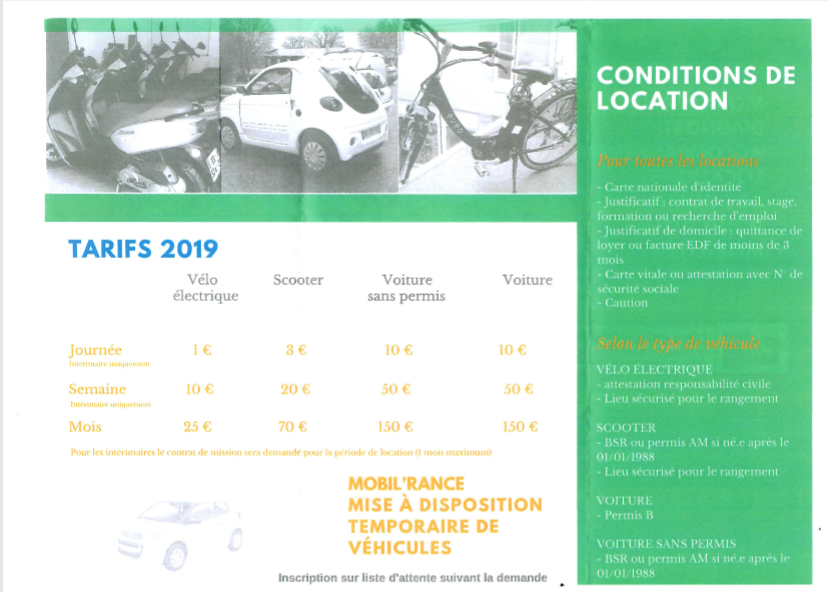 TARIFS 2019
Vélo
électrique
Scooter
Voiture
sans permis
Voiture
Journée 1 € 3 € 10 € 10 €
Intérimaire uniquement
Semaine 10 € 20 € 50 € 50 €
Intérimaire uniquement
Mois 25 € 70 € 150 € 150 €
Pour les intérimaires le contrat de mission sera demandé pour la période de location (1 mois maximum)
MOBIL'RANCE
MISE À DISPOSITION
TEMPORAIRE DE
VÉHICULES
Inscription sur liste d'attente suivant la demande
CONDITIONS DE
LOCATION
Pour toutes les locations
- Carte nationale d'identité
- Justificatif : contrat de travail, stage,
formation ou recherche d'emploi
- Justificatif de domicile : quittance de
loyer ou facture EDF de moins de 3
mois
- Carte vitale ou attestation avec N° de
sécurité sociale
- Caution
Selon le type de véhicule
VÉLO ÉLECTRIQUE
- attestation responsabilité civile
- Lieu sécurisé pour le rangement
SCOOTER
- BSR ou permis AM si né.e après le
01/01/1988
- Lieu sécurisé pour le rangement
VOITURE
- Permis B
VOITURE SANS PERMIS
- BSR ou permis AM si né.e après le
01/01/1988